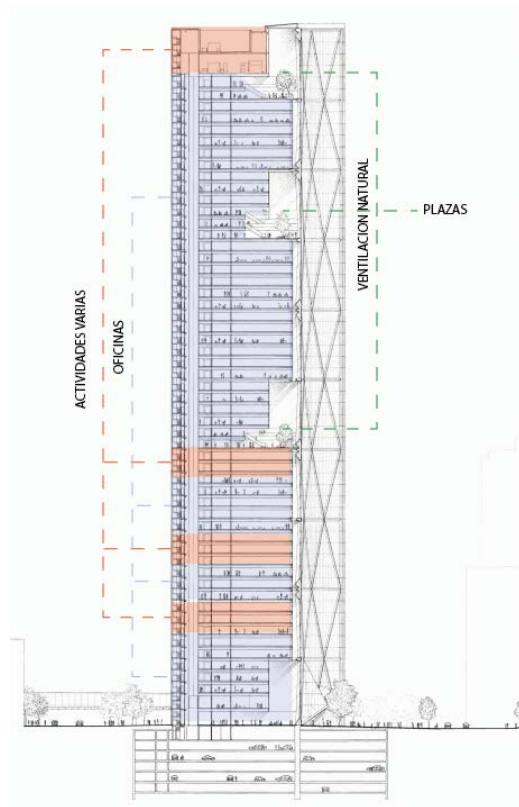 ACTIVIDADES VARIAS
OFICINAS
VENTILACION NATURAL
PLAZAS